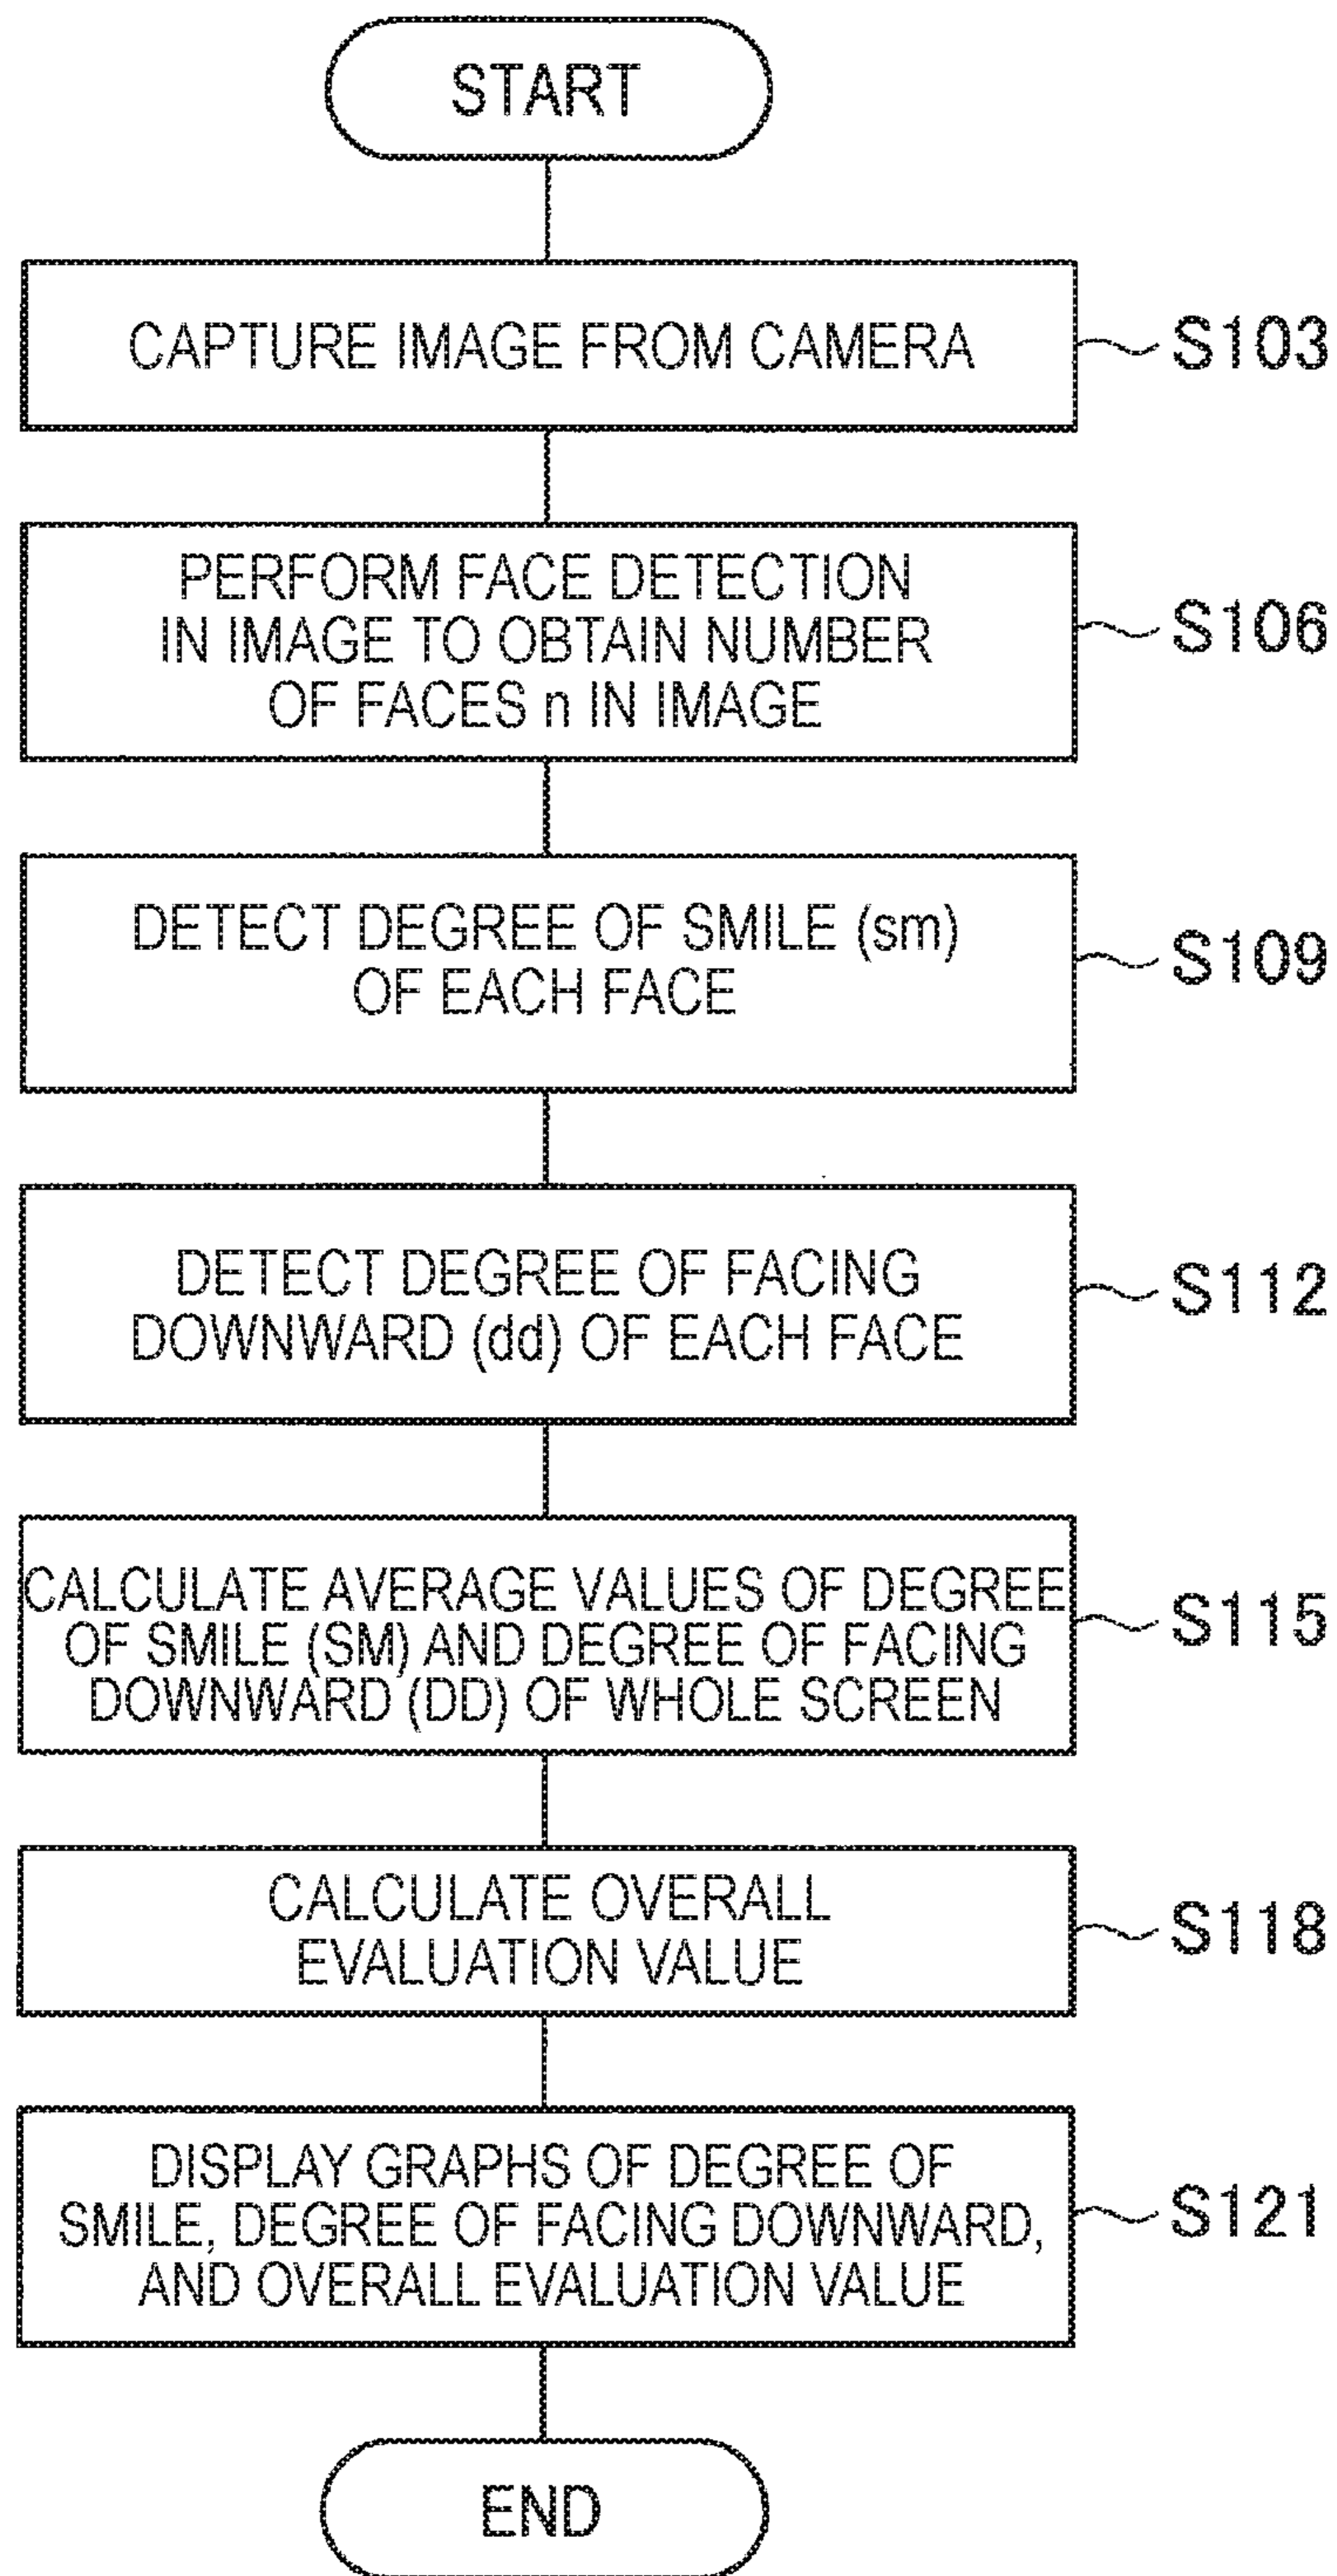 START
CAPTURE IMAGE FROM CAMERA
S103
PERFORM FACE DETECTION
IN IMAGE TO OBTAIN NUMBER
OF FACES n IN IMAGE
S106
DETECT DEGREE OF SMILE (sm)
OF EACH FACE
S109
DETECT DEGREE OF FACING
DOWNWARD (dd) OF EACH FACE
S112
CALCULATE AVERAGE VALUES OF DEGREE
OF SMILE (SM) AND DEGREE OF FACING
DOWNWARD (DD) OF WHOLE SCREEN
S115
CALCULATE OVERALL
EVALUATION VALUE
S118
DISPLAY GRAPHS OF DEGREE OF
SMILE, DEGREE OF FACING DOWNWARD,
AND OVERALL EVALUATION VALUE
S121
END